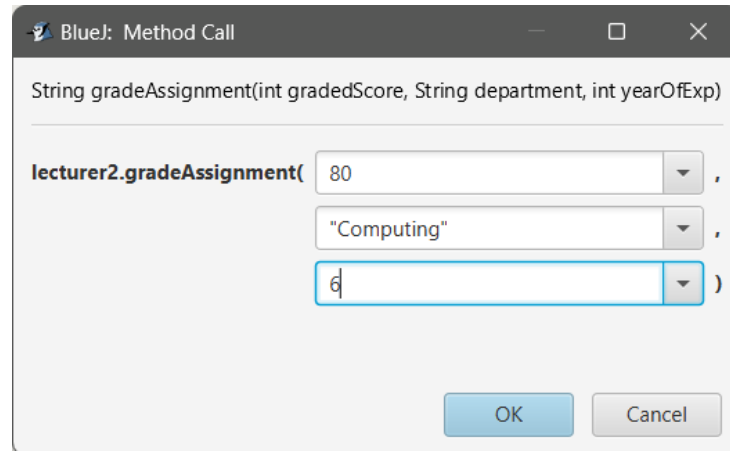 BlueJ: Method Call
String gradeAssignment(int gradedScore, String department, int yearOfExp)
lecturer2.gradeAssignment( 80 ,
"Computing" ,
6 )
OK Cancel